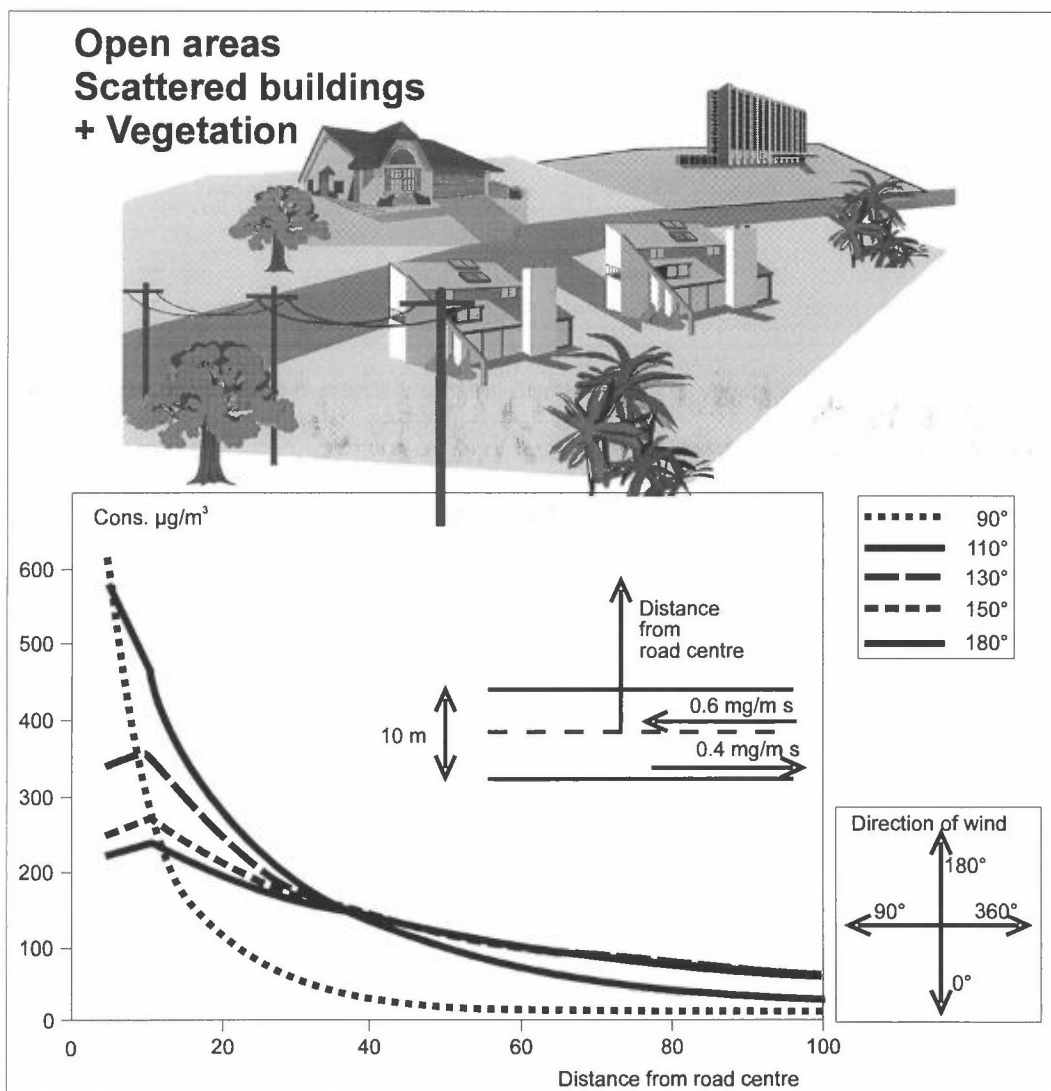 Open areas
Scattered buildings
+ Vegetation
Cons. µg/m³
600
500
400
300
200
100
0
0
20
40
60
80
100
Distance from road centre
Distance
from
road centre
10 m
0.6 mg/m s
0.4 mg/m s
90°
110°
130°
150°
180°
Direction of wind
180°
90°
360°
0°